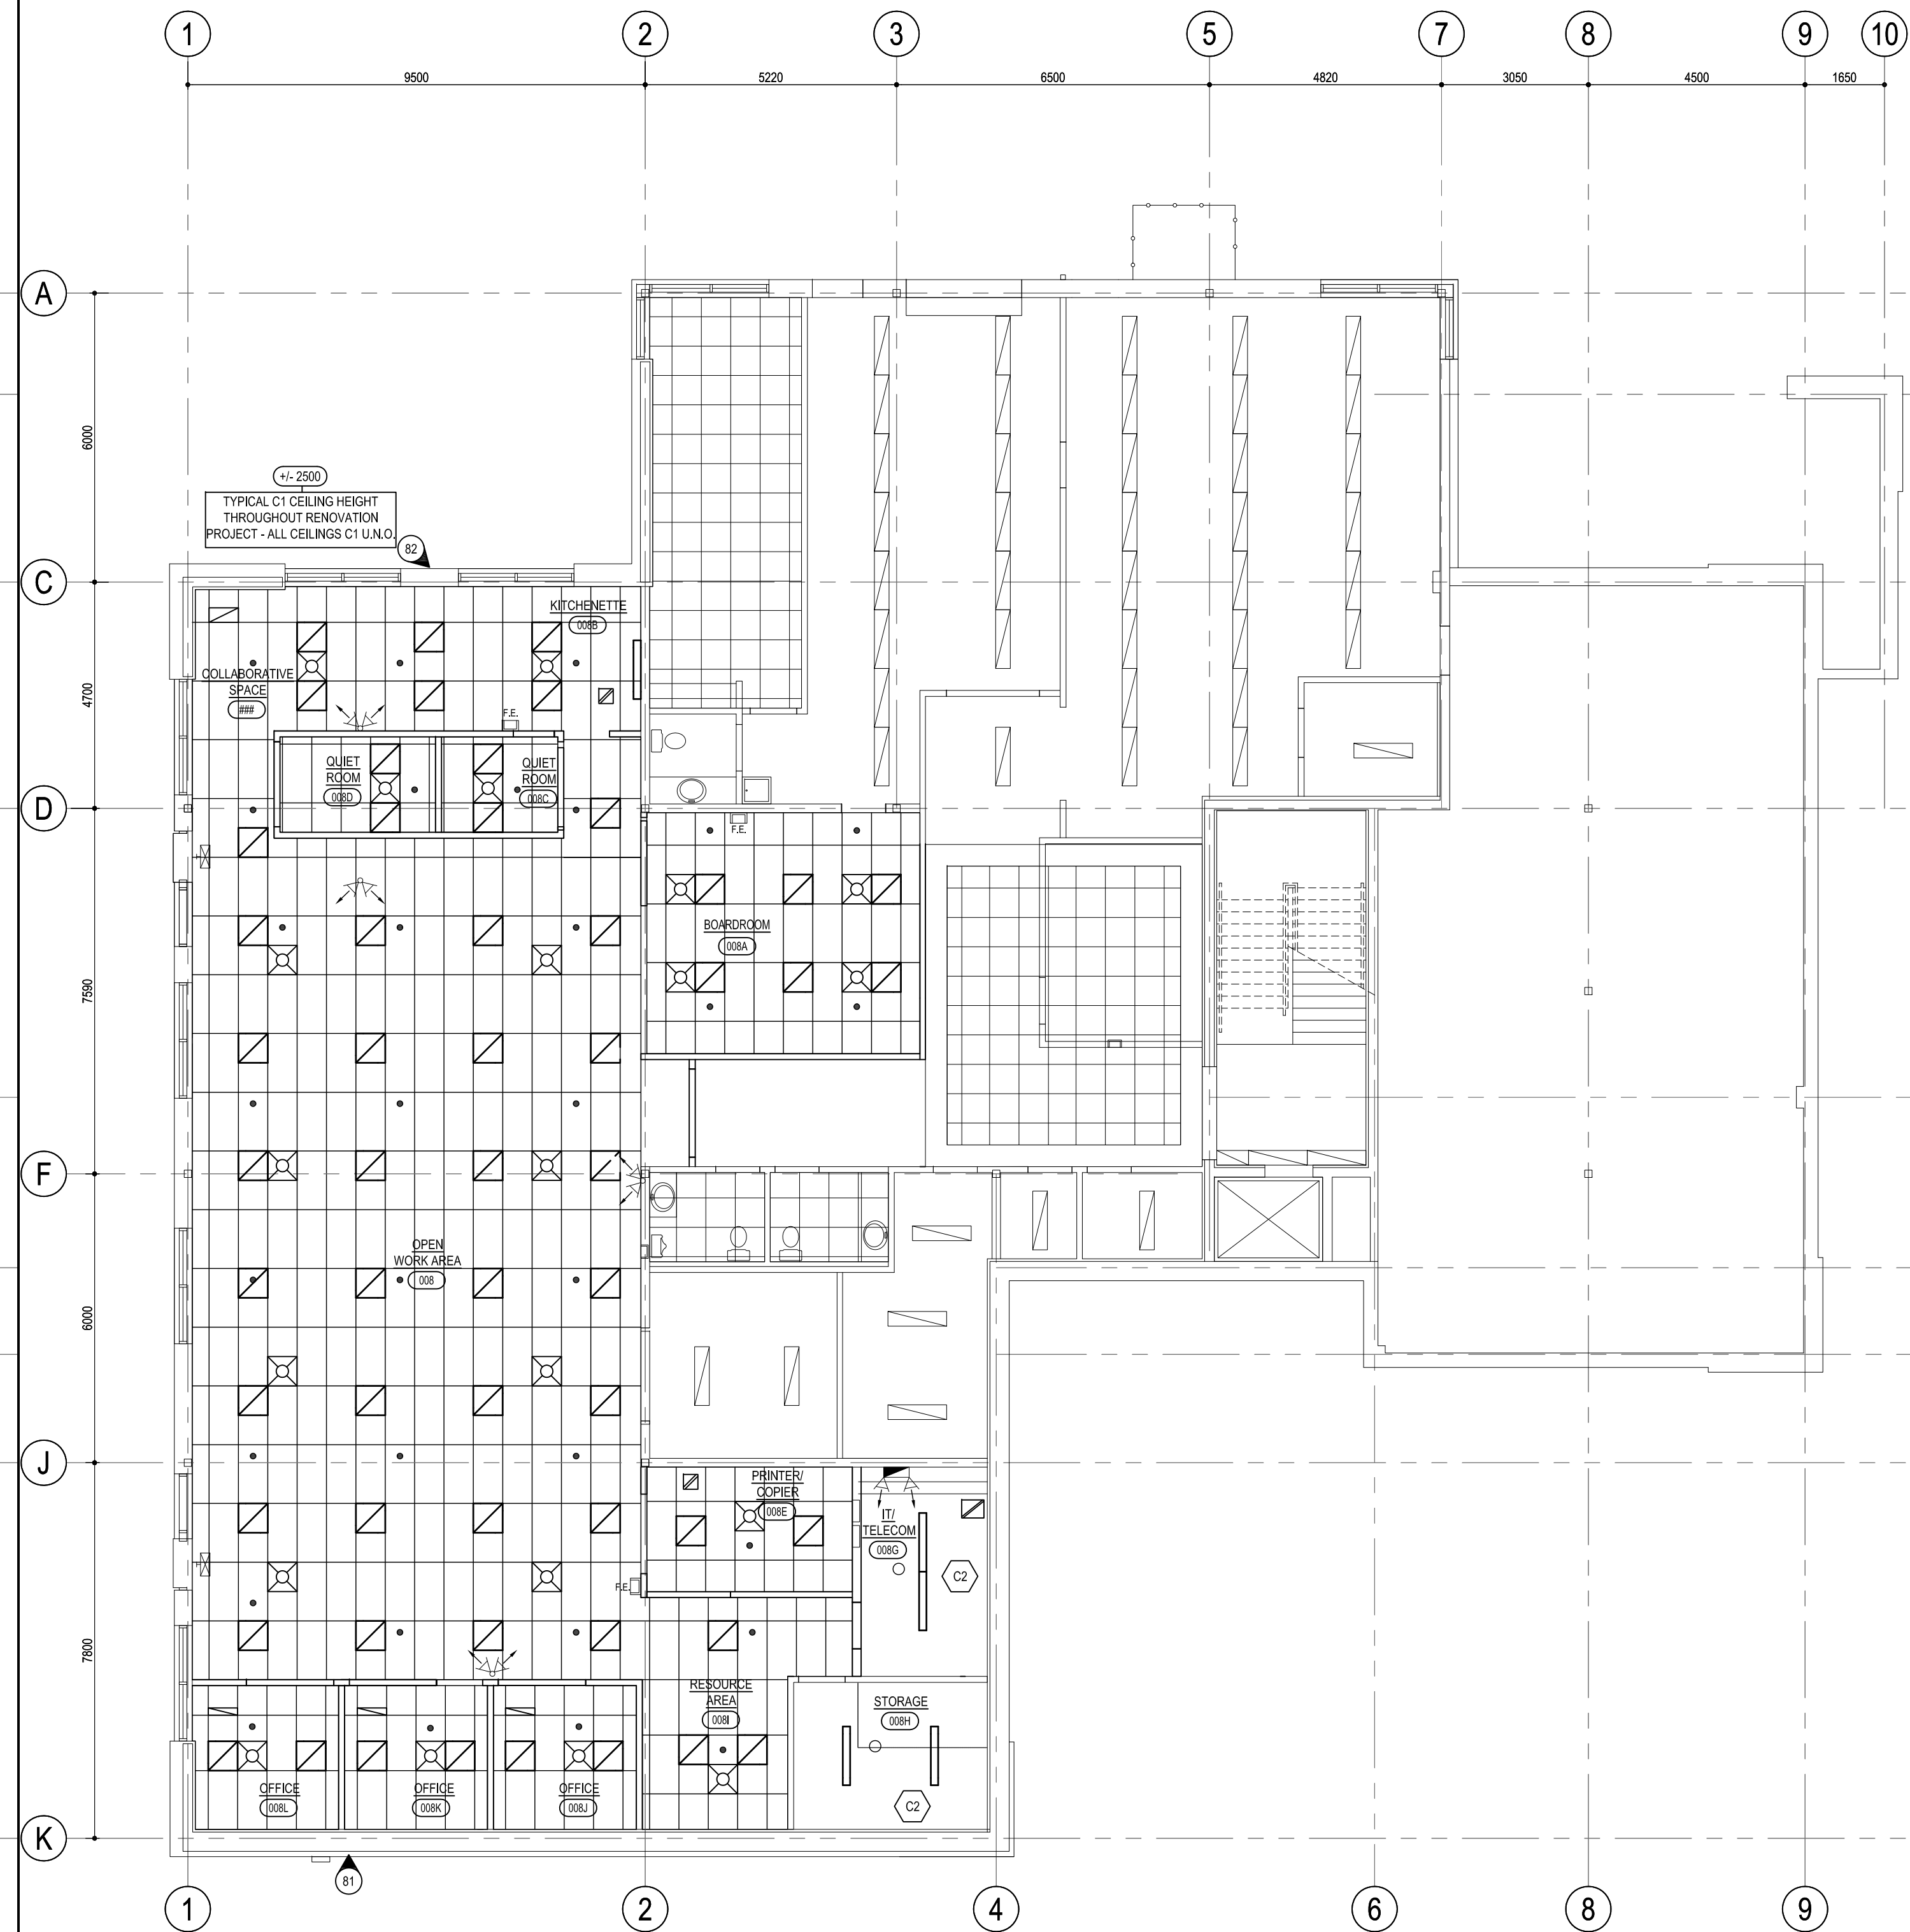 1 2 3 5 7 8 9 10
9500 5220 6500 4820 3050 4500 1650
A
6000
+/- 2500
TYPICAL C1 CEILING HEIGHT
THROUGHOUT RENOVATION
PROJECT - ALL CEILINGS C1 U.N.O.
82
C
KITCHENETTE
008B
4700
COLLABORATIVE
SPACE
###
F.E.
QUIET
ROOM
008D
QUIET
ROOM
008C
D
F.E.
BOARDROOM
008A
7590
F
OPEN
WORK AREA
008
6000
J
PRINTER/
COPIER
008E
IT/
TELECOM
008G
C2
F.E.
7800
RESOURCE
AREA
008I
STORAGE
008H
C2
OFFICE
008L
OFFICE
008K
OFFICE
008J
K
81
1 2 4 6 8 9